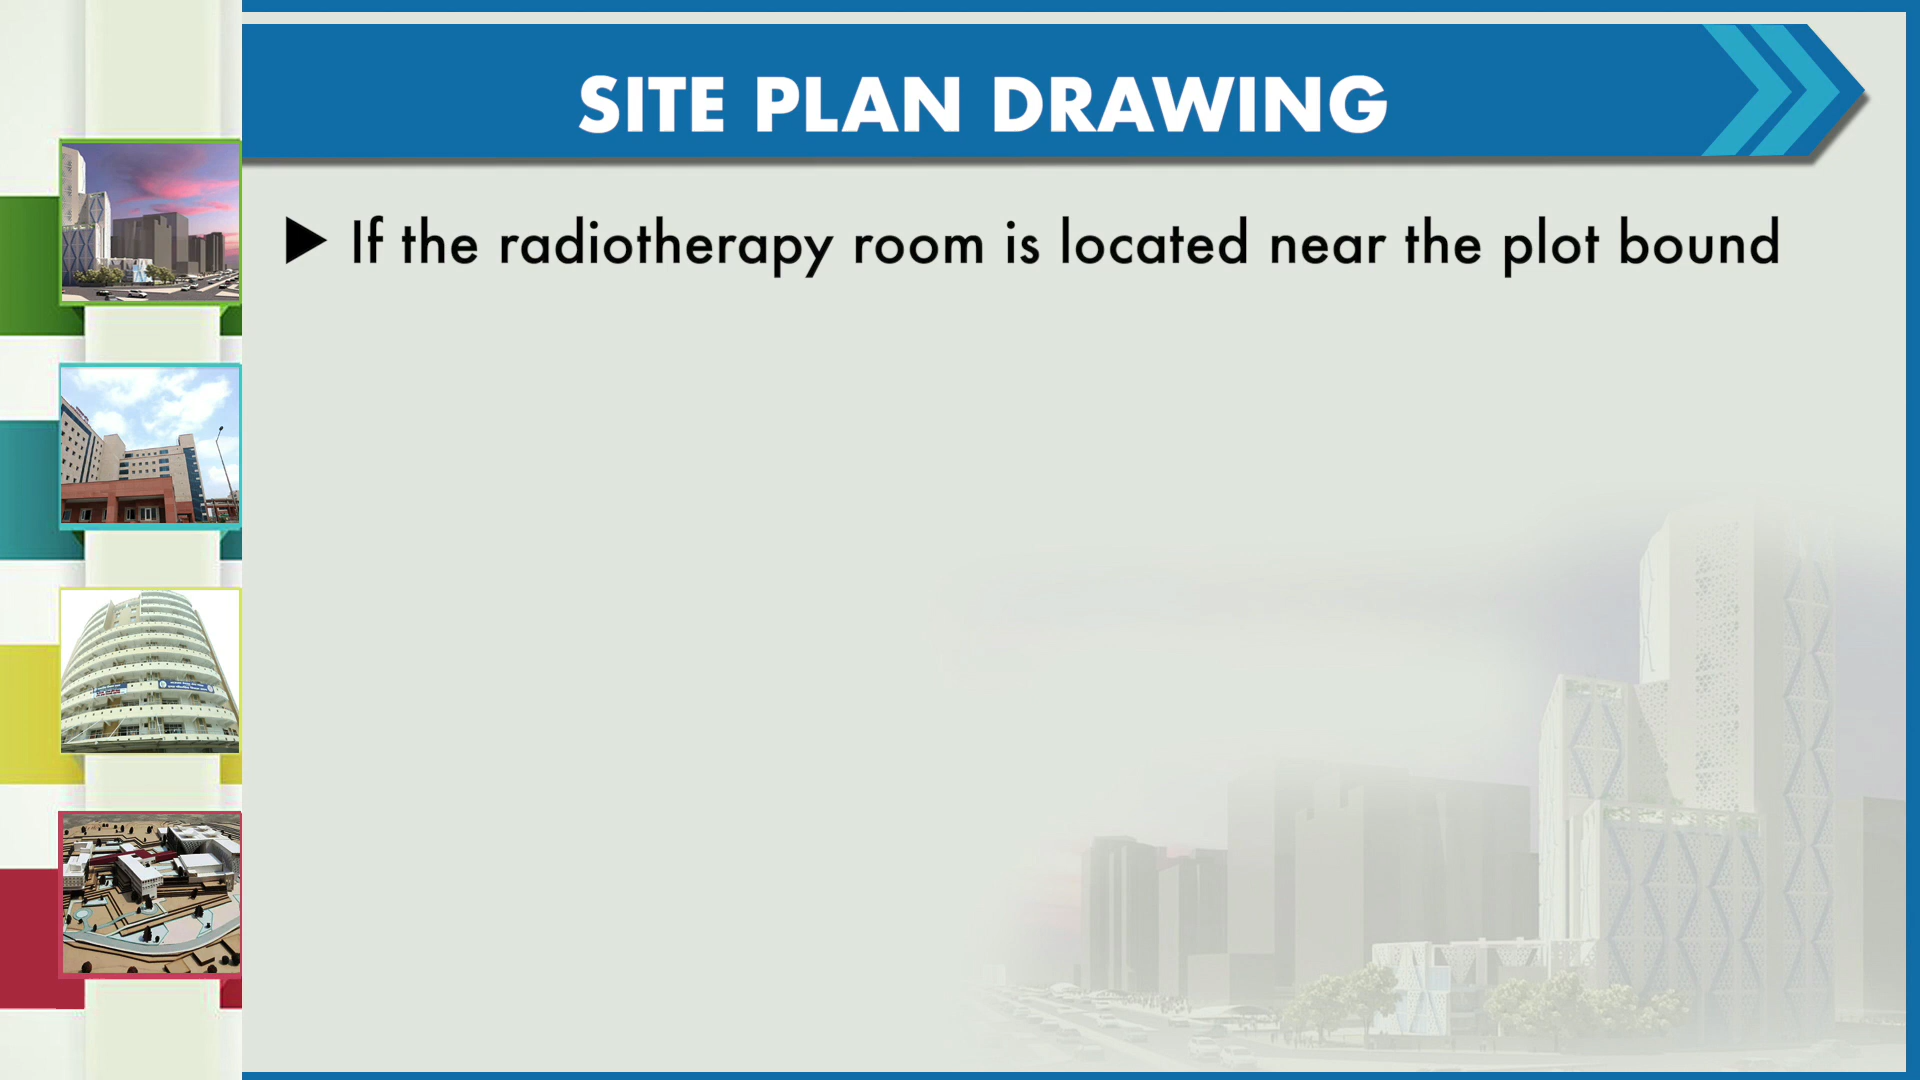 SITE PLAN DRAWING
▶ If the radiotherapy room is located near the plot bound